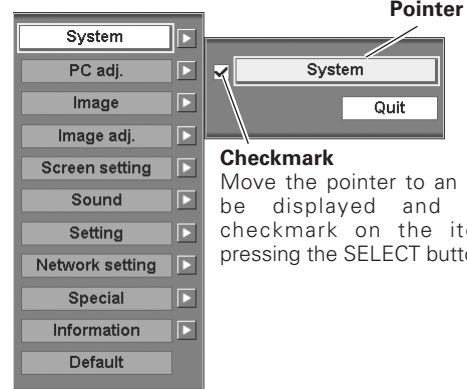 Pointer
System
PC adj.
Image
Image adj.
Screen setting
Sound
Setting
Network setting
Special
Information
Default
System
Quit
Checkmark
Move the pointer to an
be displayed and
checkmark on the ite
pressing the SELECT butto